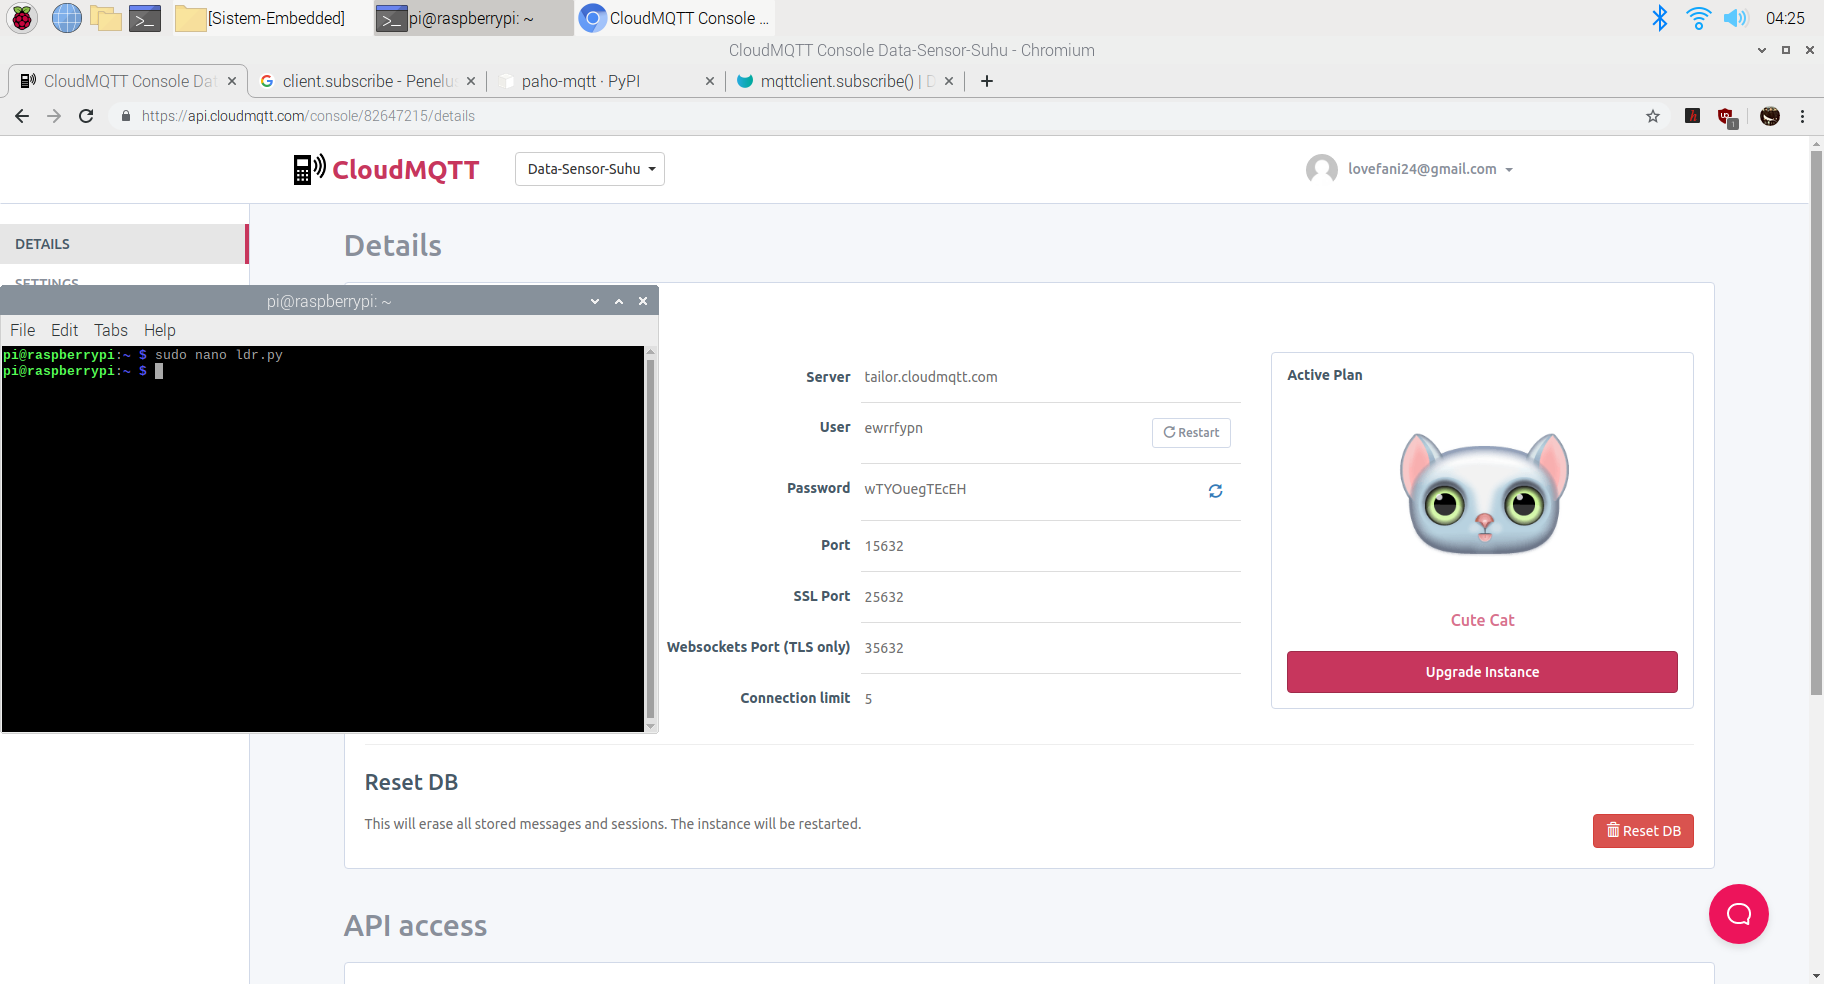 [Sistem-Embedded]
pi@raspberrypi: ~
CloudMQTT Console ...
04:25
CloudMQTT Console Data-Sensor-Suhu - Chromium
CloudMQTT Console Dat
client.subscribe - Penelus
paho-mqtt · PyPI
mqttclient.subscribe() | D
https://api.cloudmqtt.com/console/82647215/details
CloudMQTT
Data-Sensor-Suhu
lovefani24@gmail.com
DETAILS
SETTINGS
Details
pi@raspberrypi: ~
File Edit Tabs Help
pi@raspberrypi:~ $ sudo nano ldr.py
pi@raspberrypi:~ $
Server tailor.cloudmqtt.com
User ewrrfypn
Restart
Password wTYOuegTEcEH
Port 15632
SSL Port 25632
Websockets Port (TLS only) 35632
Connection limit 5
Active Plan
Cute Cat
Upgrade Instance
Reset DB
This will erase all stored messages and sessions. The instance will be restarted.
Reset DB
API access